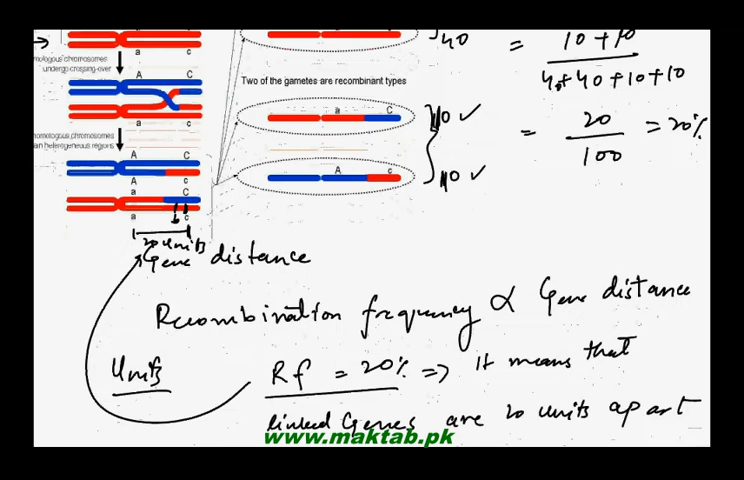 homologous chromosomes
undergo crossing-over
A C
homologous chromosomes
an heterogeneous regions
A C
A c
a C
a c
20 Units
Gene distance
40
Two of the gametes are recombinant types
a C
10 ✓
A c
10 ✓
= 10 + 10
40 + 40 + 10 + 10
= 20 = 20%
100
Recombination frequency ∝ Gene distance
Units Rf = 20% => it means that
linked Genes are 20 units apart
www.maktab.pk